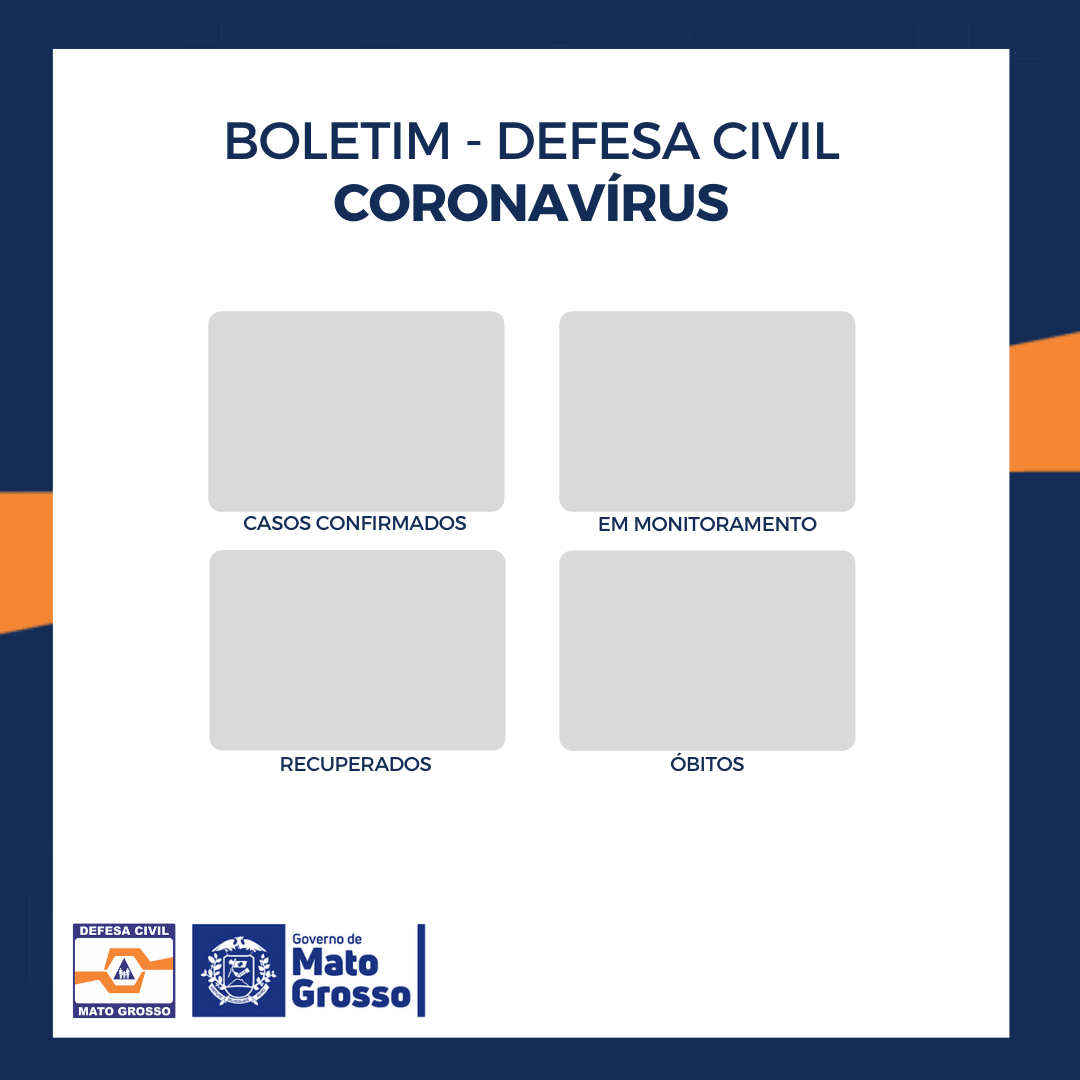 BOLETIM - DEFESA CIVIL
CORONAVÍRUS
CASOS CONFIRMADOS
EM MONITORAMENTO
RECUPERADOS
ÓBITOS
DEFESA CIVIL
MATO GROSSO
Governo de
Mato
Grosso